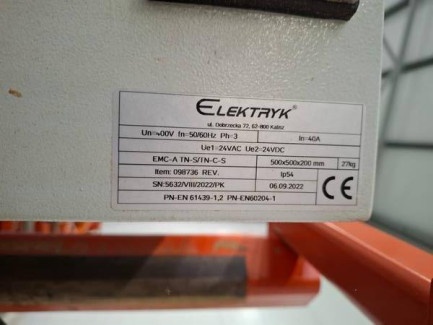 ELEKTRYK®
ul. Dobrzecka 77, 62-800 Kalisz
Un=400V fn=50/60Hz Ph=3 In=40A
Ue1=24VAC Ue2=24VDC
EMC-A TN-S/TN-C-S 500x500x200 mm 27kg
Item: 098736 REV. Ip54
SN:5632/VIII/2022/PK 06.09.2022 CE
PN-EN 61439-1,2 PN-EN60204-1